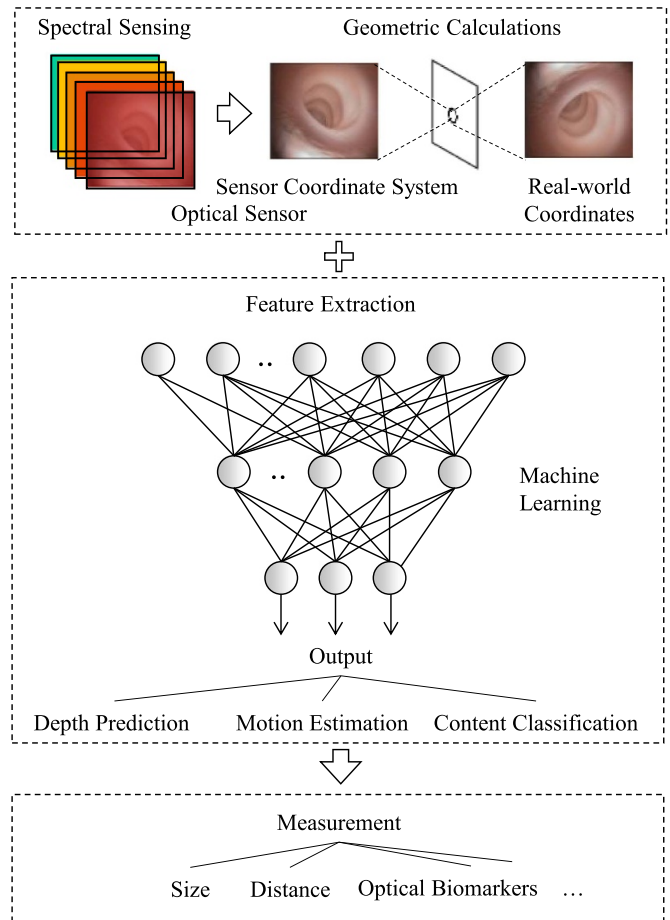 Spectral Sensing
Geometric Calculations
Sensor Coordinate System
Optical Sensor
Real-world
Coordinates
Feature Extraction
..
..
Machine
Learning
Output
Depth Prediction
Motion Estimation
Content Classification
Measurement
Size
Distance
Optical Biomarkers
...